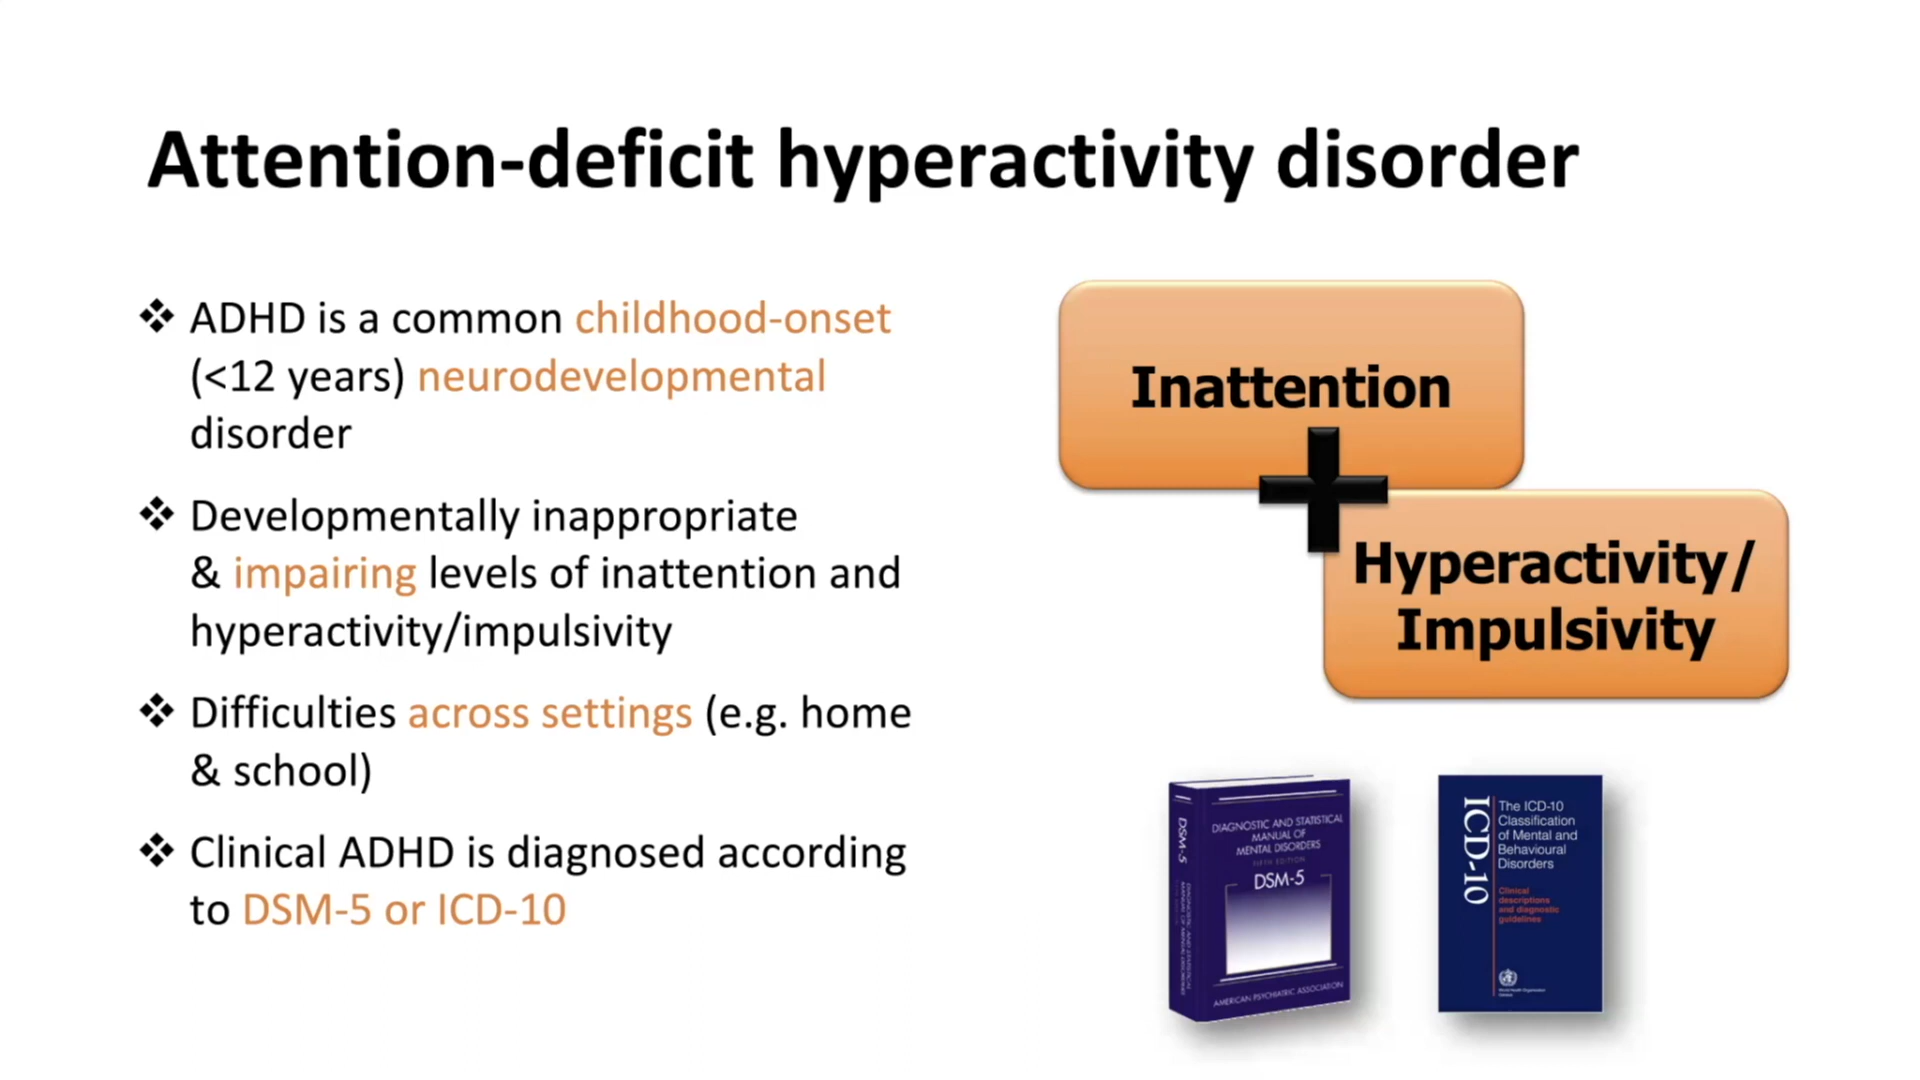 Attention-deficit hyperactivity disorder
❖ ADHD is a common childhood-onset
(<12 years) neurodevelopmental
disorder
❖ Developmentally inappropriate
& impairing levels of inattention and
hyperactivity/impulsivity
❖ Difficulties across settings (e.g. home
& school)
❖ Clinical ADHD is diagnosed according
to DSM-5 or ICD-10
Inattention
Hyperactivity/
Impulsivity
DSM-5
DIAGNOSTIC AND STATISTICAL
MANUAL OF
MENTAL DISORDERS
FIFTH EDITION
DSM-5
AMERICAN PSYCHIATRIC ASSOCIATION
ICD-10
The ICD-10
Classification
of Mental and
Behavioural
Disorders
Clinical
descriptions
and diagnostic
guidelines